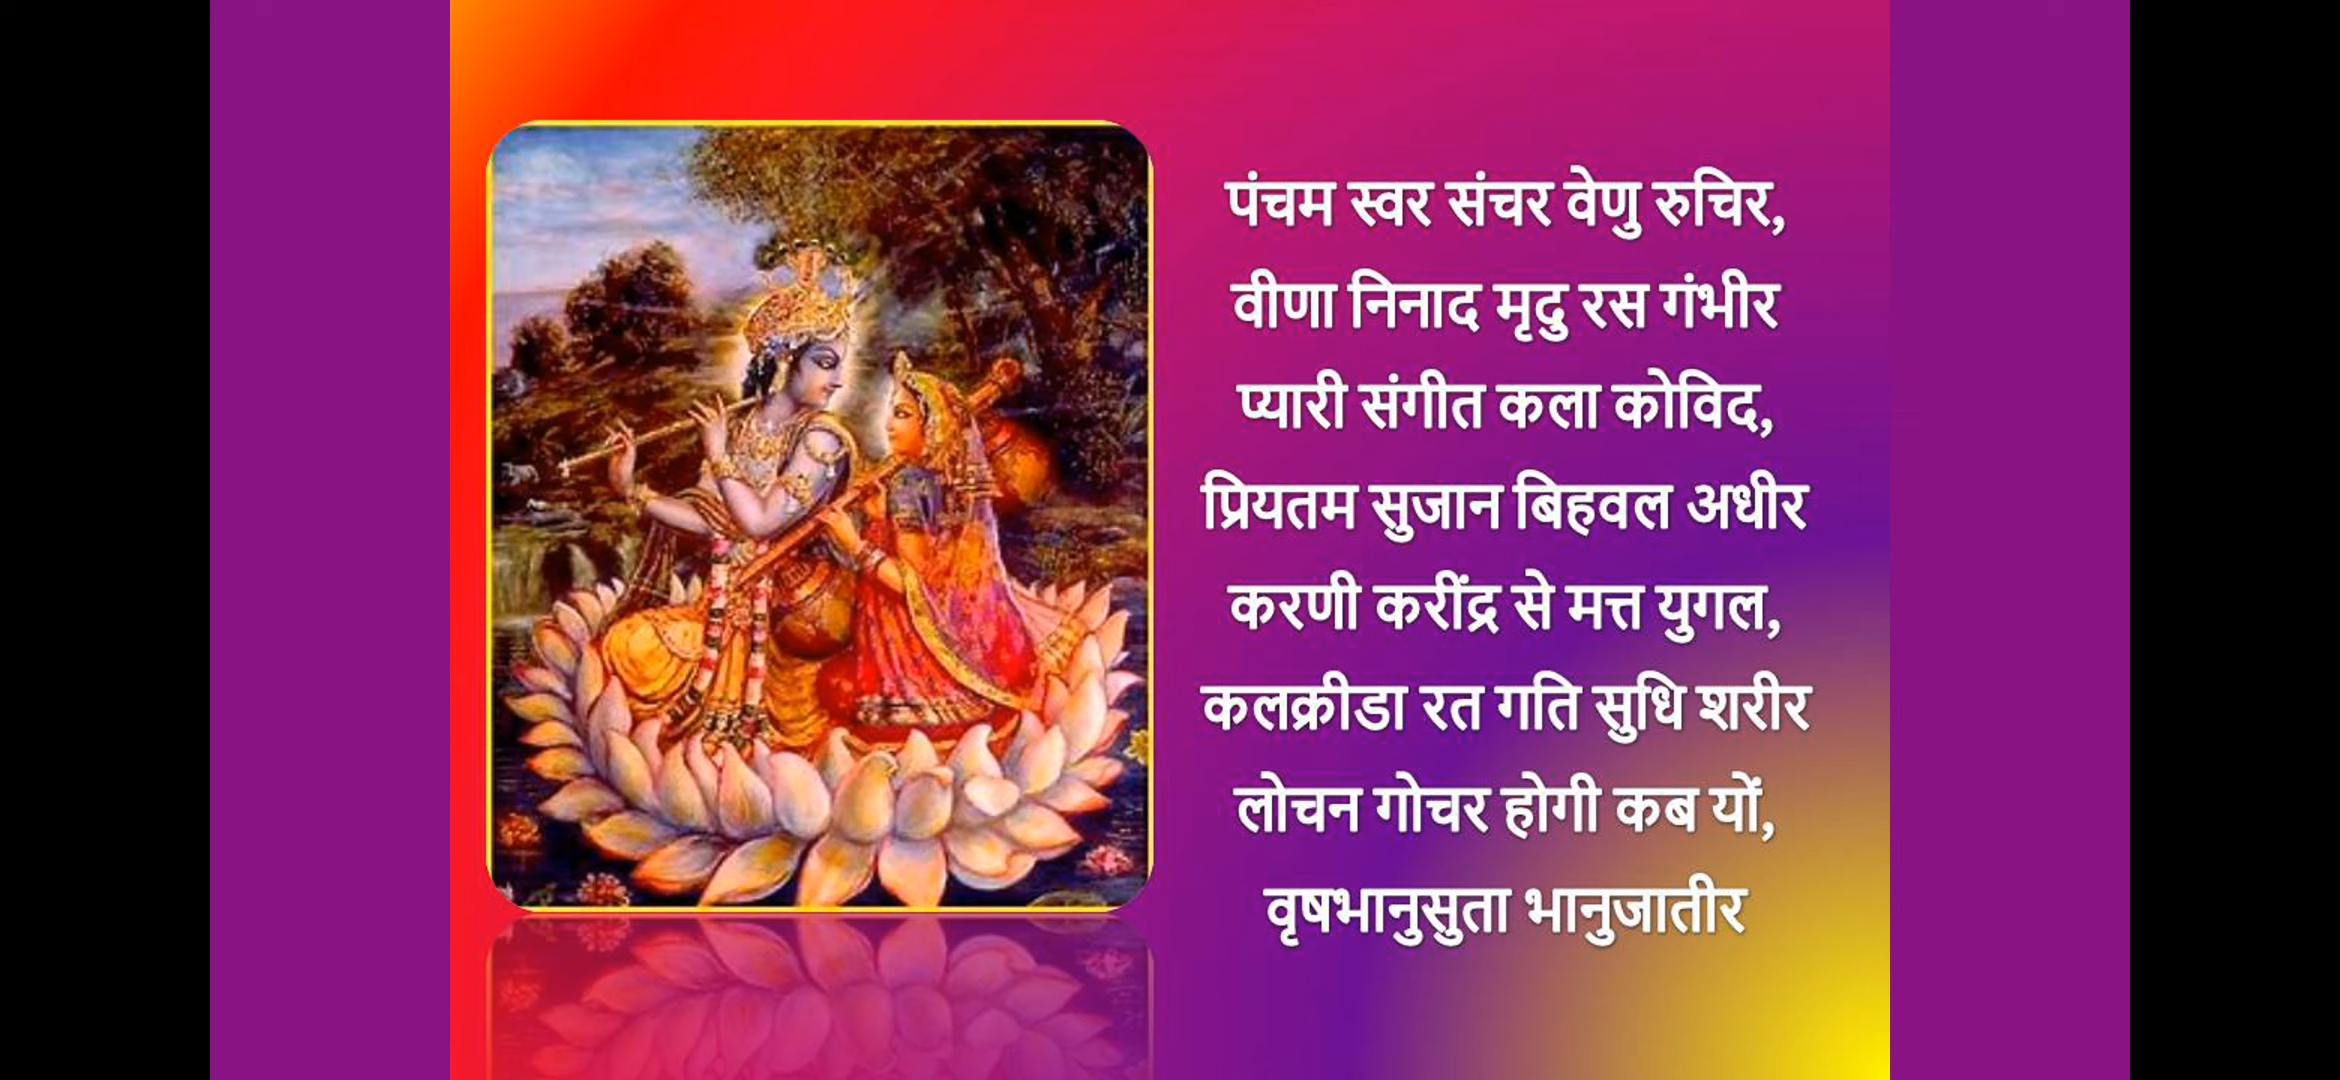 पंचम स्वर संचर वेणु रुचिर,
वीणा निनाद मृदु रस गंभीर
प्यारी संगीत कला कोविद,
प्रियतम सुजान बिहवल अधीर
करणी करींद्र से मत्त युगल,
कलक्रीडा रत गति सुधि शरीर
लोचन गोचर होगी कब यों,
वृषभानुसुता भानुजातीर